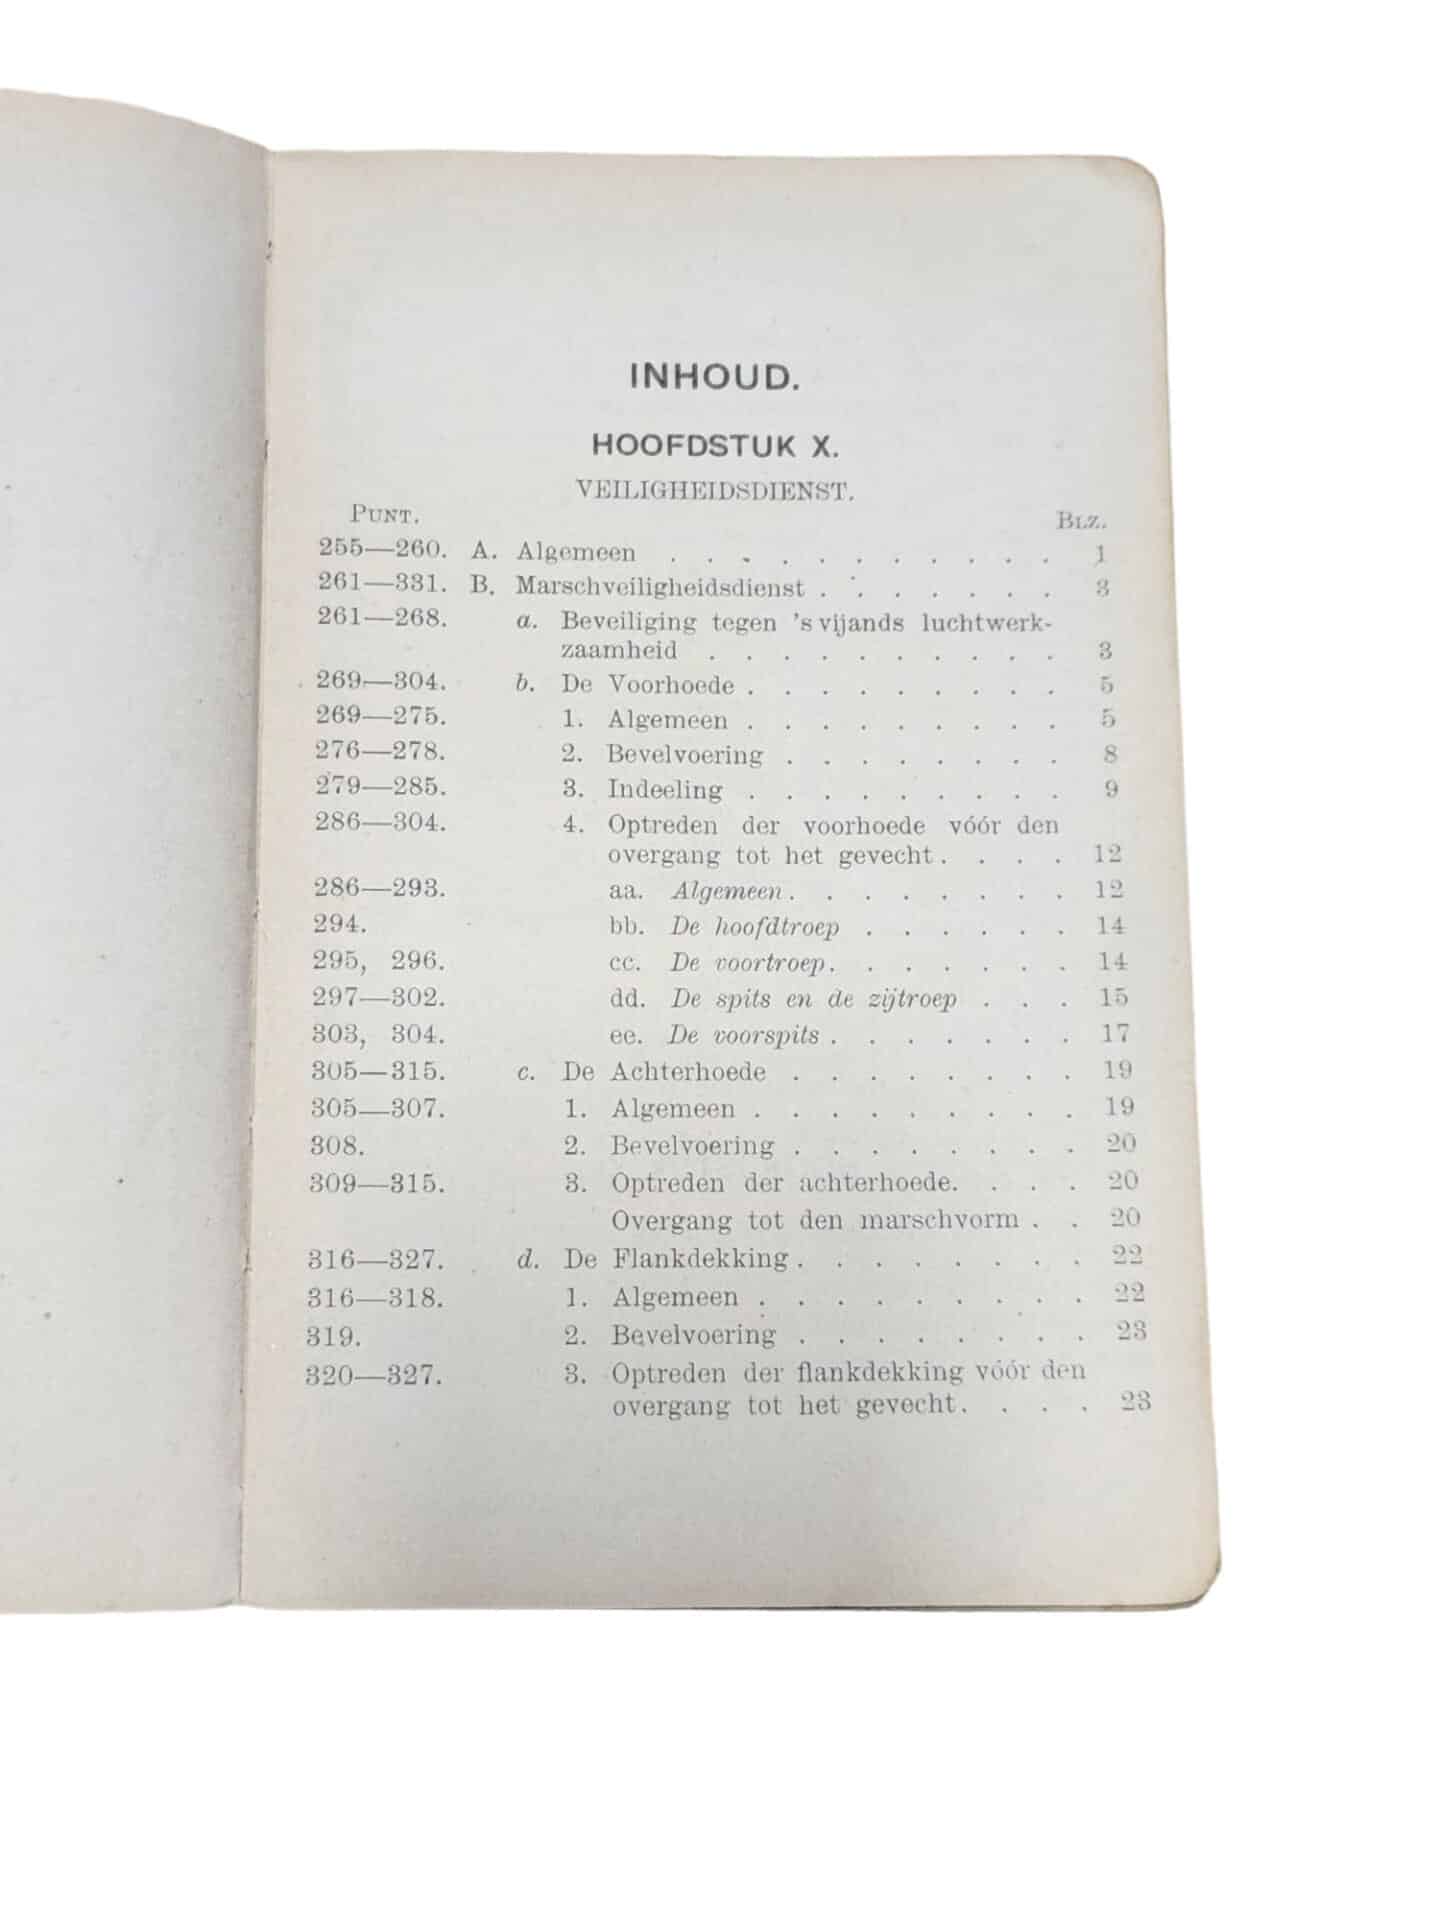 INHOUD.
HOOFDSTUK X.
VEILIGHEIDSDIENST.
PUNT. BLZ.
255—260. A. Algemeen . . . . . . . . . . . 1
261—331. B. Marschveiligheidsdienst . . . . . . . 3
261—268. a. Beveiliging tegen 's vijands luchtwerk-
zaamheid . . . . . . . . . . 3
269—304. b. De Voorhoede . . . . . . . . . 5
269—275. 1. Algemeen . . . . . . . . . 5
276—278. 2. Bevelvoering . . . . . . . . 8
279—285. 3. Indeeling . . . . . . . . . 9
286—304. 4. Optreden der voorhoede vóór den
overgang tot het gevecht . . . . 12
286—293. aa. Algemeen . . . . . . . . 12
294. bb. De hoofdtroep . . . . . . 14
295, 296. cc. De voortroep. . . . . . . 14
297—302. dd. De spits en de zijtroep . . . 15
303, 304. ee. De voorspits . . . . . . . 17
305—315. c. De Achterhoede . . . . . . . . 19
305—307. 1. Algemeen . . . . . . . . . 19
308. 2. Bevelvoering . . . . . . . . 20
309—315. 3. Optreden der achterhoede. . . . 20
Overgang tot den marschvorm . . 20
316—327. d. De Flankdekking . . . . . . . . 22
316—318. 1. Algemeen . . . . . . . . . 22
319. 2. Bevelvoering . . . . . . . . 23
320—327. 3. Optreden der flankdekking vóór den
overgang tot het gevecht. . . . . 23